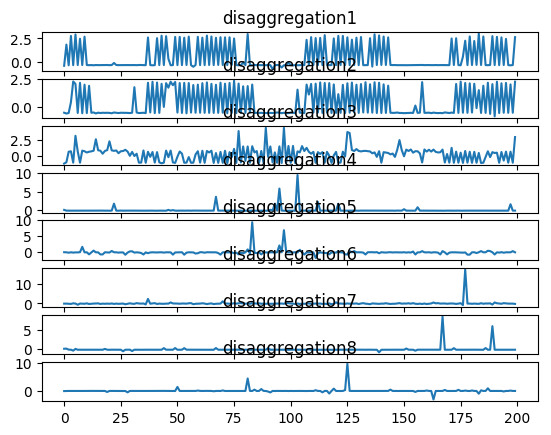 disaggregation1
2.5
0.0
disaggregation2
2.5
0.0
disaggregation3
2.5
0.0
disaggregation4
10
5
0
disaggregation5
10
5
0
disaggregation6
10
0
disaggregation7
5
0
disaggregation8
10
0
0 25 50 75 100 125 150 175 200